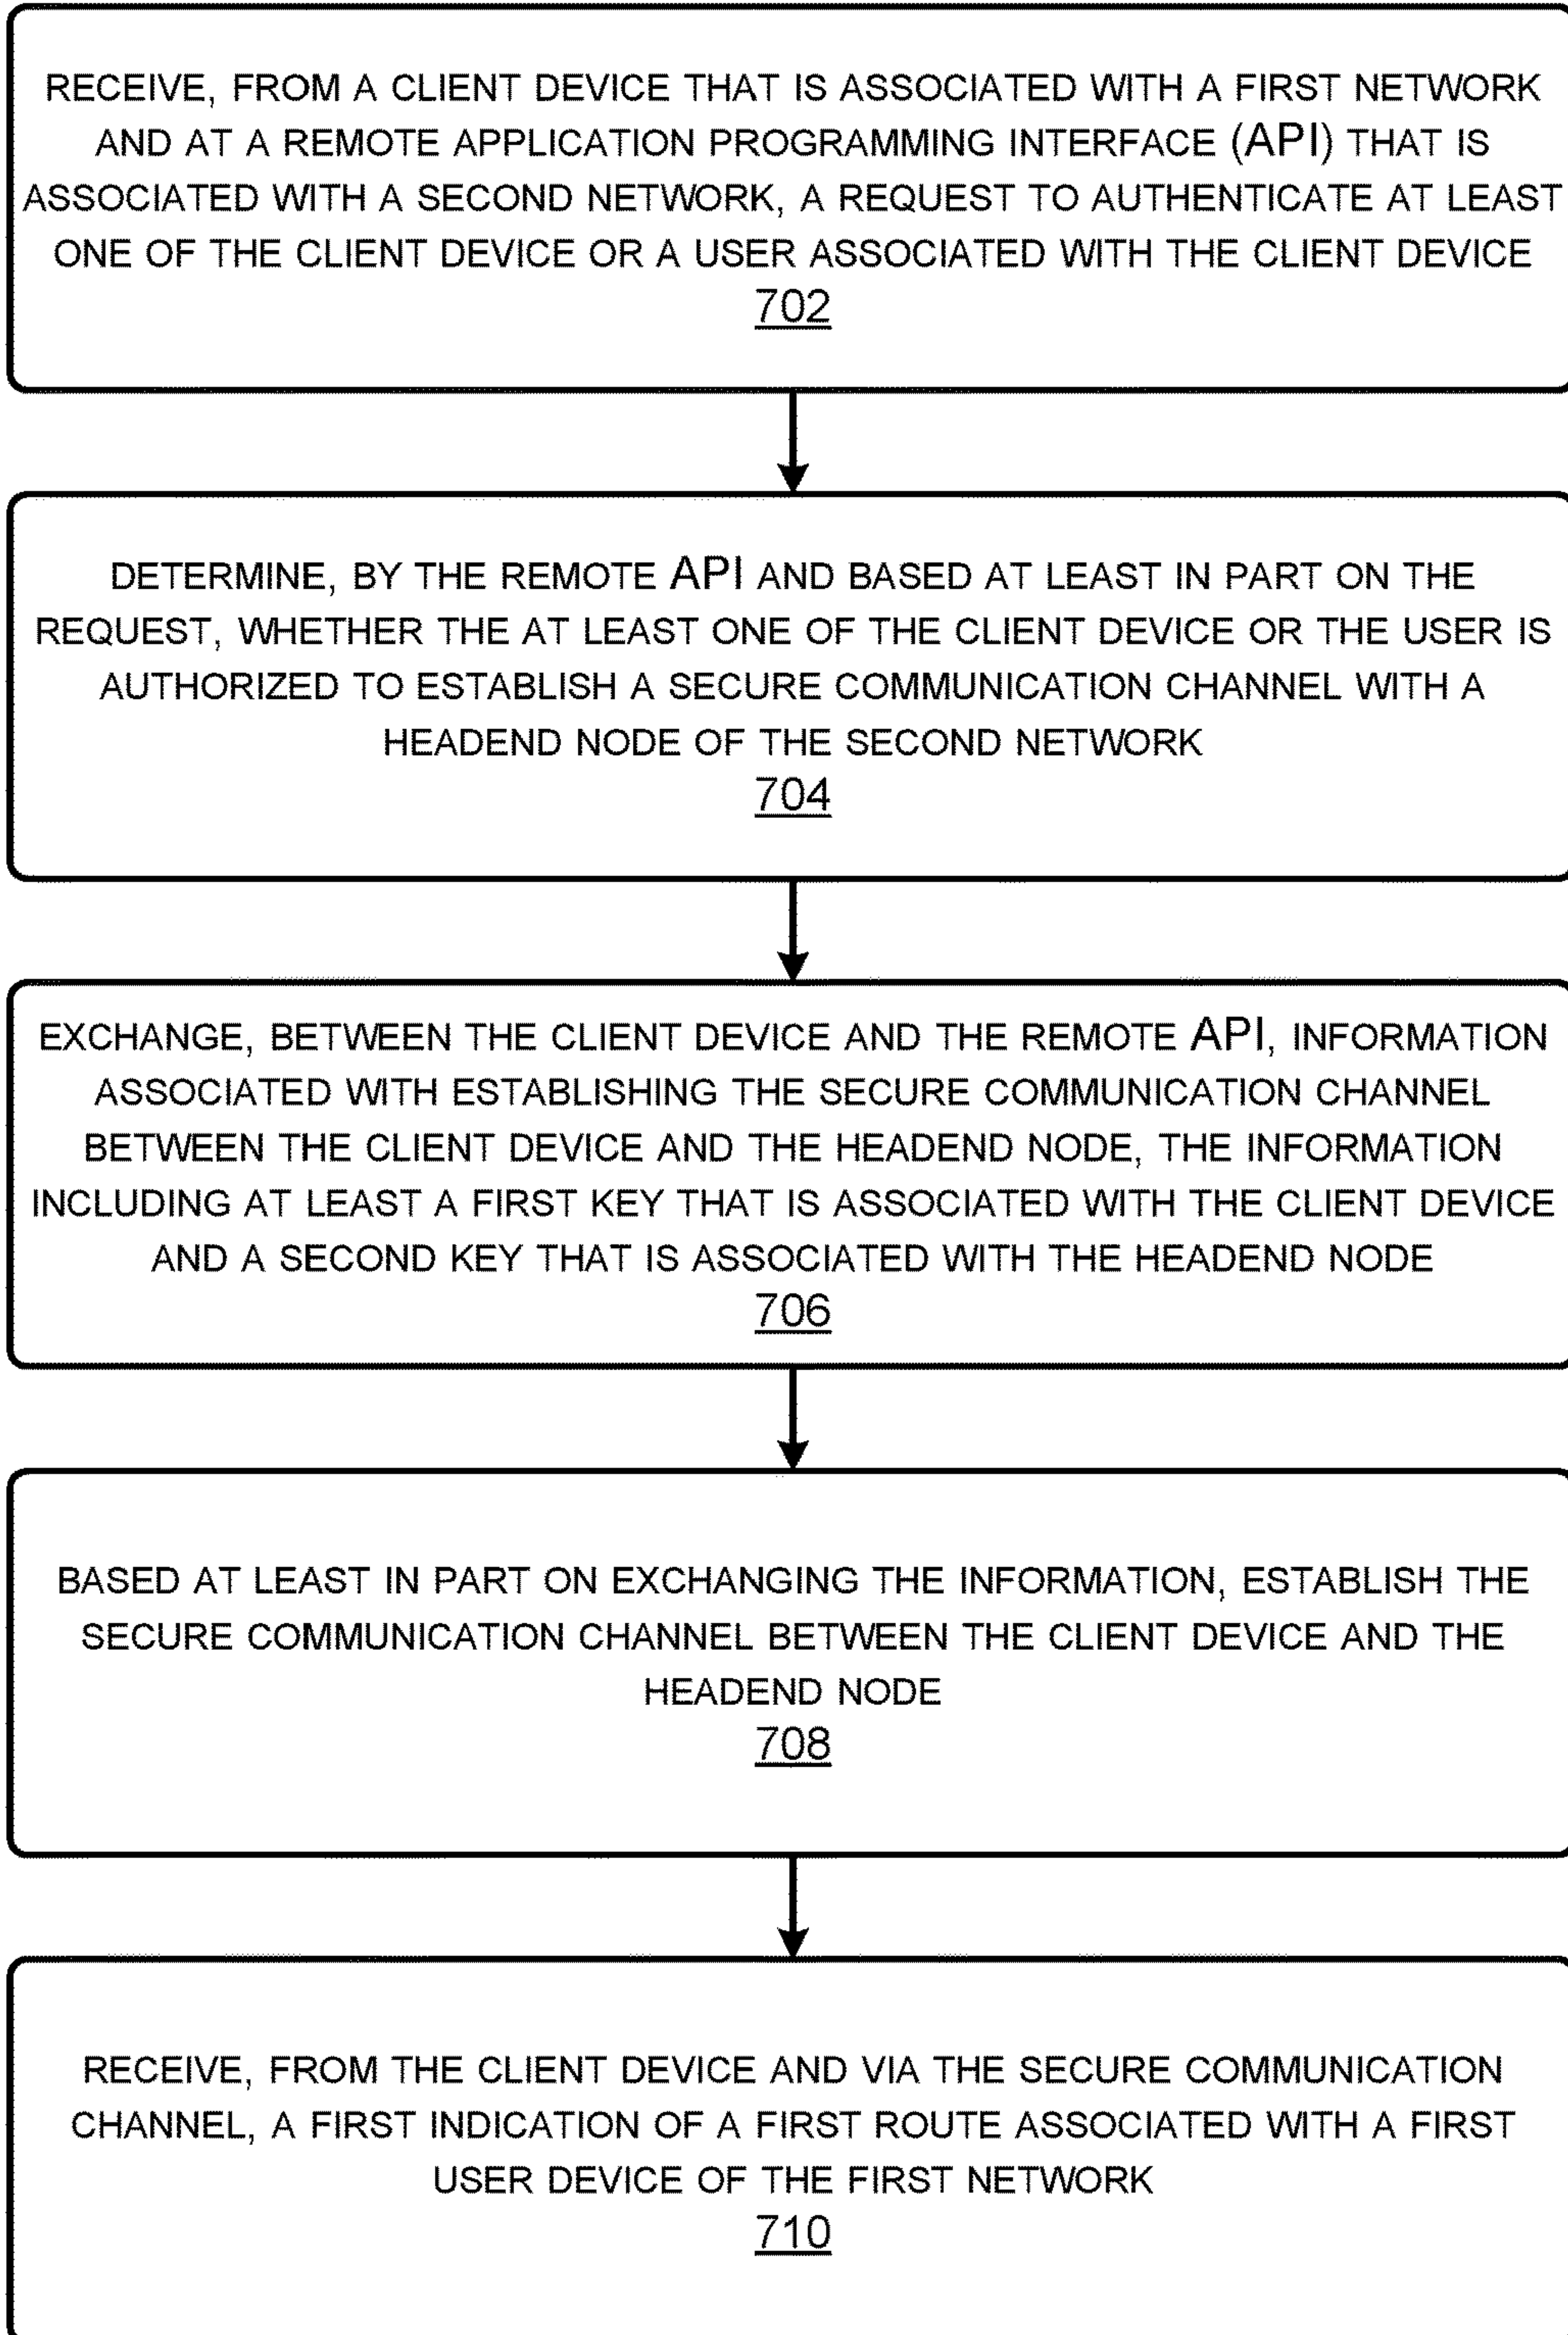 RECEIVE, FROM A CLIENT DEVICE THAT IS ASSOCIATED WITH A FIRST NETWORK
AND AT A REMOTE APPLICATION PROGRAMMING INTERFACE (API) THAT IS
ASSOCIATED WITH A SECOND NETWORK, A REQUEST TO AUTHENTICATE AT LEAST
ONE OF THE CLIENT DEVICE OR A USER ASSOCIATED WITH THE CLIENT DEVICE
702
DETERMINE, BY THE REMOTE API AND BASED AT LEAST IN PART ON THE
REQUEST, WHETHER THE AT LEAST ONE OF THE CLIENT DEVICE OR THE USER IS
AUTHORIZED TO ESTABLISH A SECURE COMMUNICATION CHANNEL WITH A
HEADEND NODE OF THE SECOND NETWORK
704
EXCHANGE, BETWEEN THE CLIENT DEVICE AND THE REMOTE API, INFORMATION
ASSOCIATED WITH ESTABLISHING THE SECURE COMMUNICATION CHANNEL
BETWEEN THE CLIENT DEVICE AND THE HEADEND NODE, THE INFORMATION
INCLUDING AT LEAST A FIRST KEY THAT IS ASSOCIATED WITH THE CLIENT DEVICE
AND A SECOND KEY THAT IS ASSOCIATED WITH THE HEADEND NODE
706
BASED AT LEAST IN PART ON EXCHANGING THE INFORMATION, ESTABLISH THE
SECURE COMMUNICATION CHANNEL BETWEEN THE CLIENT DEVICE AND THE
HEADEND NODE
708
RECEIVE, FROM THE CLIENT DEVICE AND VIA THE SECURE COMMUNICATION
CHANNEL, A FIRST INDICATION OF A FIRST ROUTE ASSOCIATED WITH A FIRST
USER DEVICE OF THE FIRST NETWORK
710